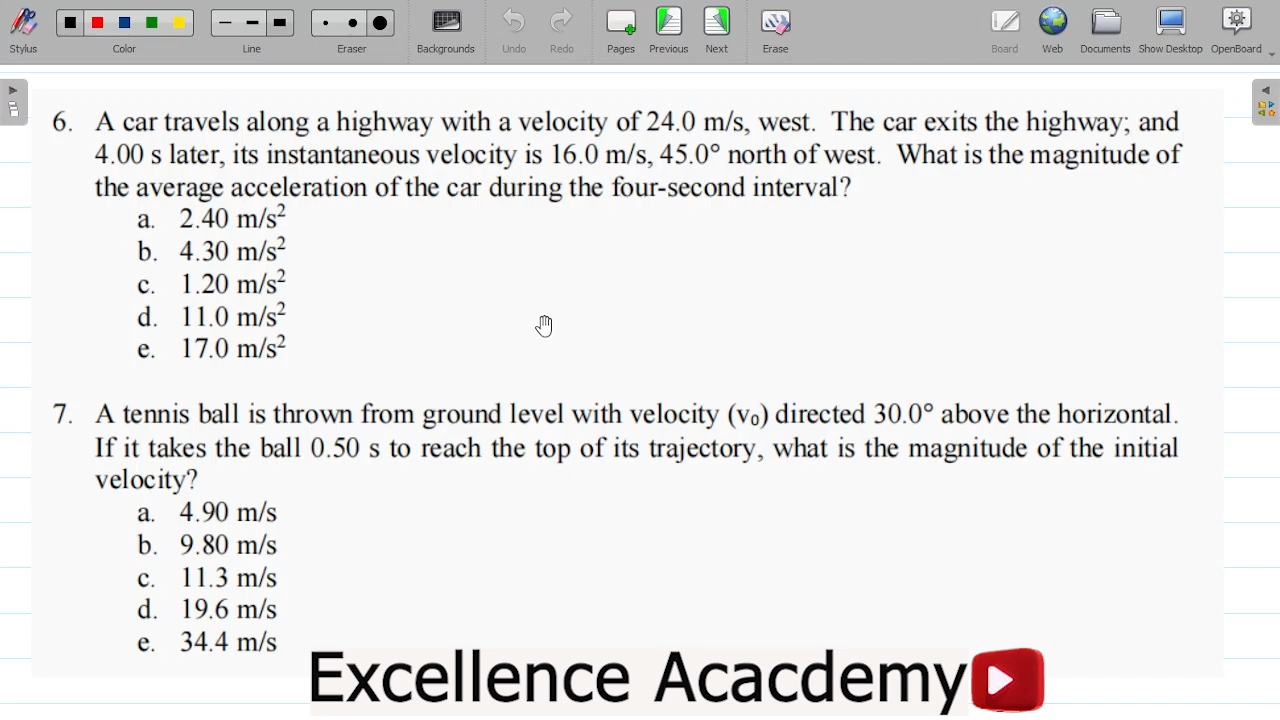 Stylus Color Line Eraser Backgrounds Undo Redo Pages Previous Next Erase Board Web Documents Show Desktop OpenBoard
6. A car travels along a highway with a velocity of 24.0 m/s, west. The car exits the highway; and
4.00 s later, its instantaneous velocity is 16.0 m/s, 45.0° north of west. What is the magnitude of
the average acceleration of the car during the four-second interval?
a. 2.40 m/s²
b. 4.30 m/s²
c. 1.20 m/s²
d. 11.0 m/s²
e. 17.0 m/s²
7. A tennis ball is thrown from ground level with velocity (v₀) directed 30.0° above the horizontal.
If it takes the ball 0.50 s to reach the top of its trajectory, what is the magnitude of the initial
velocity?
a. 4.90 m/s
b. 9.80 m/s
c. 11.3 m/s
d. 19.6 m/s
e. 34.4 m/s
Excellence Acacdemy